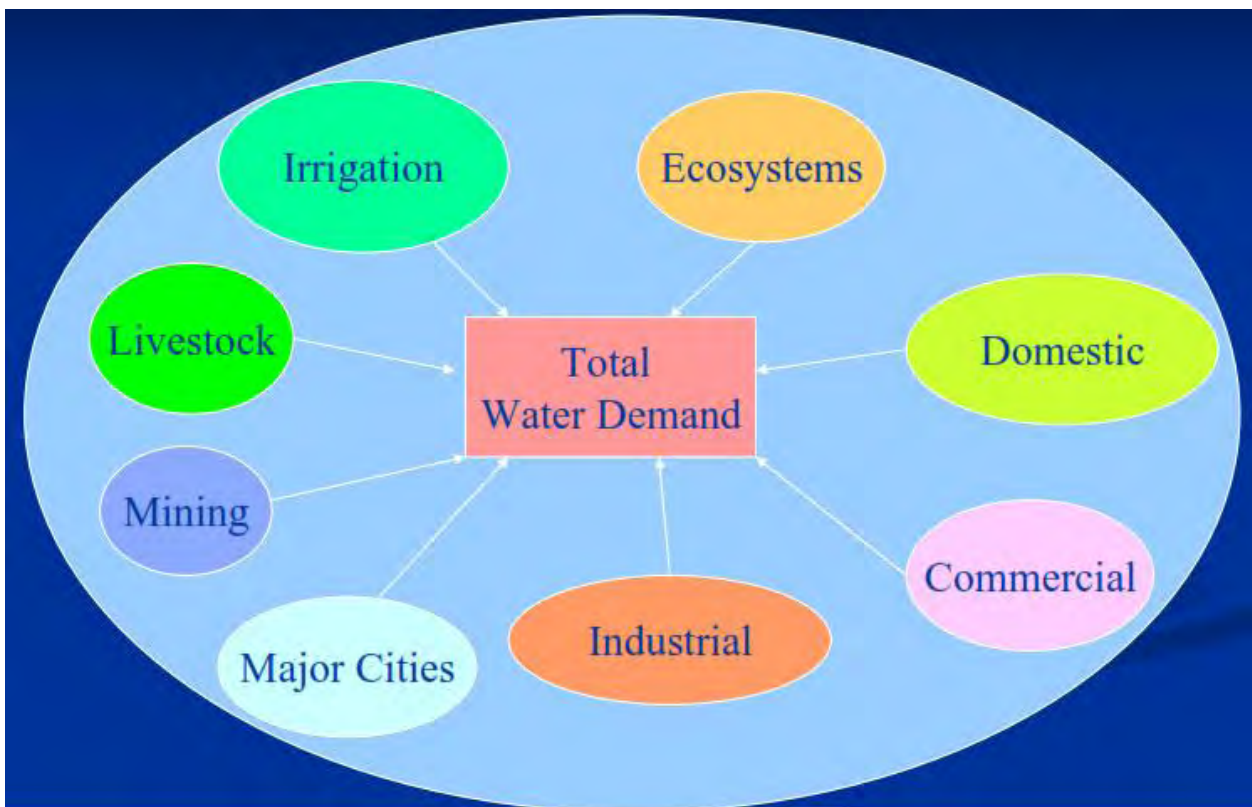 Irrigation
Ecosystems
Livestock
Total
Water Demand
Domestic
Mining
Commercial
Major Cities
Industrial